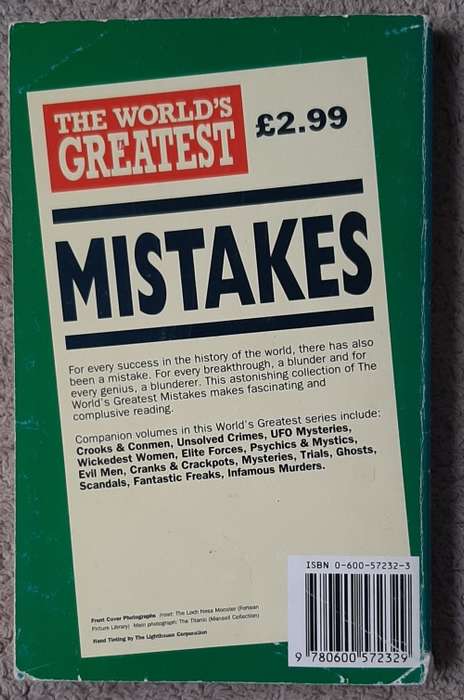 THE WORLD'S
GREATEST
£2.99
MISTAKES
For every success in the history of the world, there has also
been a mistake. For every breakthrough, a blunder and for
every genius, a blunderer. This astonishing collection of The
World's Greatest Mistakes makes fascinating and
complusive reading.
Companion volumes in this World's Greatest series include:
Crooks & Conmen, Unsolved Crimes, UFO Mysteries,
Wickedest Women, Elite Forces, Psychics & Mystics,
Evil Men, Cranks & Crackpots, Mysteries, Trials, Ghosts,
Scandals, Fantastic Freaks, Infamous Murders.
ISBN 0-600-57232-3
Front Cover Photographs Inset: The Loch Ness Monster (Fortean
Picture Library) Main photograph: The Titanic (Mansell Collection)
Hand Tinting by The Lighthouse Corporation
9 780600 572329